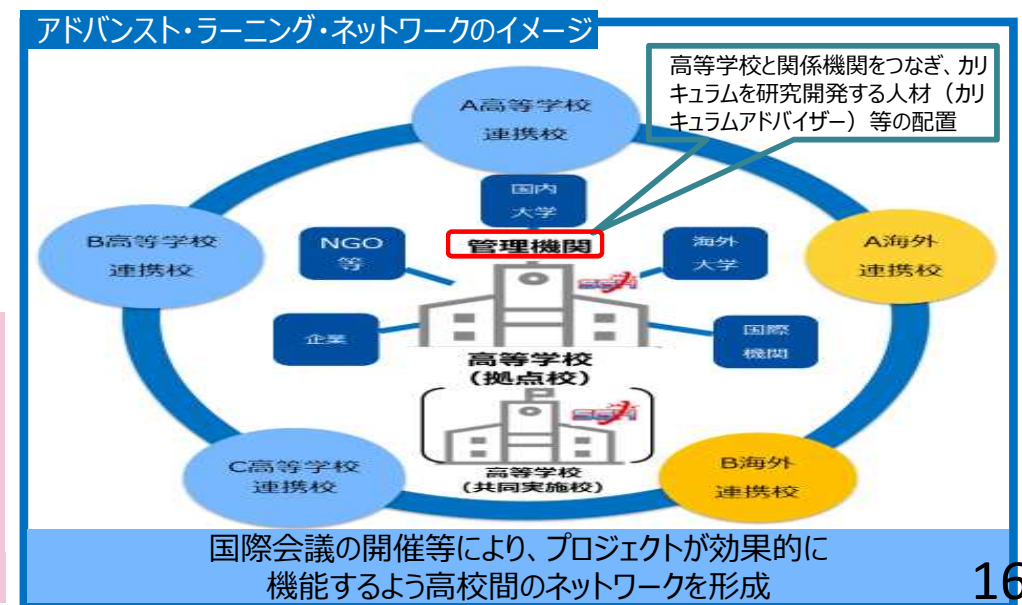 アドバンスト・ラーニング・ネットワークのイメージ
高等学校と関係機関をつなぎ、カリ
キュラムを研究開発する人材（カリ
キュラムアドバイザー）等の配置
A高等学校
連携校
国内
大学
B高等学校
連携校
NGO
等
管理機関
海外
大学
A海外
連携校
企業
国際
機関
高等学校
(拠点校)
高等学校
(共同実施校)
C高等学校
連携校
B海外
連携校
国際会議の開催等により、プロジェクトが効果的に
機能するよう高校間のネットワークを形成
16